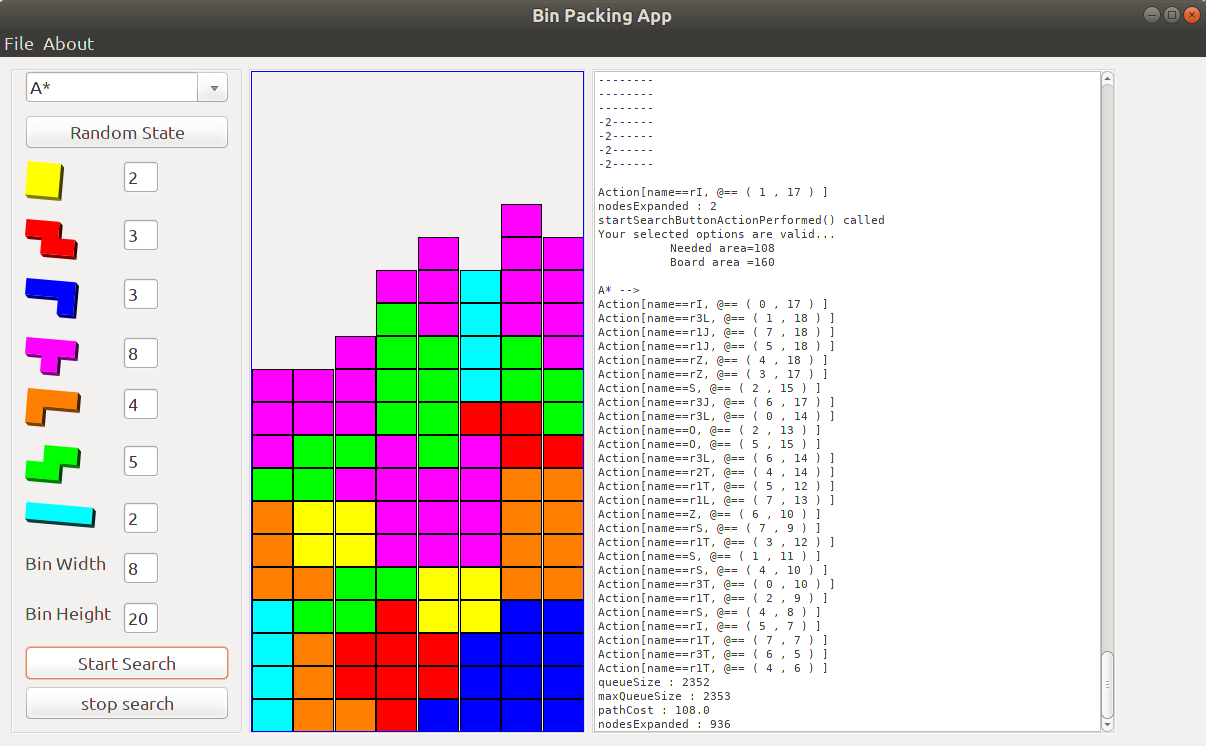 Bin Packing App
File About
A*
Random State
2
3
3
8
4
5
2
Bin Width 8
Bin Height 20
Start Search
stop search
--------
--------
--------
-2------
-2------
-2------
-2------
Action[name==rI, @== ( 1 , 17 ) ]
nodesExpanded : 2
startSearchButtonActionPerformed() called
Your selected options are valid...
Needed area=108
Board area =160
A* -->
Action[name==rI, @== ( 0 , 17 ) ]
Action[name==r3L, @== ( 1 , 18 ) ]
Action[name==r1J, @== ( 7 , 18 ) ]
Action[name==r1J, @== ( 5 , 18 ) ]
Action[name==rZ, @== ( 4 , 18 ) ]
Action[name==rZ, @== ( 3 , 17 ) ]
Action[name==S, @== ( 2 , 15 ) ]
Action[name==r3J, @== ( 6 , 17 ) ]
Action[name==r3L, @== ( 0 , 14 ) ]
Action[name==O, @== ( 2 , 13 ) ]
Action[name==O, @== ( 5 , 15 ) ]
Action[name==r3L, @== ( 6 , 14 ) ]
Action[name==r2T, @== ( 4 , 14 ) ]
Action[name==r1T, @== ( 5 , 12 ) ]
Action[name==r1L, @== ( 7 , 13 ) ]
Action[name==Z, @== ( 6 , 10 ) ]
Action[name==rS, @== ( 7 , 9 ) ]
Action[name==r1T, @== ( 3 , 12 ) ]
Action[name==S, @== ( 1 , 11 ) ]
Action[name==rS, @== ( 4 , 10 ) ]
Action[name==r3T, @== ( 0 , 10 ) ]
Action[name==r1T, @== ( 2 , 9 ) ]
Action[name==rS, @== ( 4 , 8 ) ]
Action[name==rI, @== ( 5 , 7 ) ]
Action[name==r1T, @== ( 7 , 7 ) ]
Action[name==r3T, @== ( 6 , 5 ) ]
Action[name==r1T, @== ( 4 , 6 ) ]
queueSize : 2352
maxQueueSize : 2353
pathCost : 108.0
nodesExpanded : 936